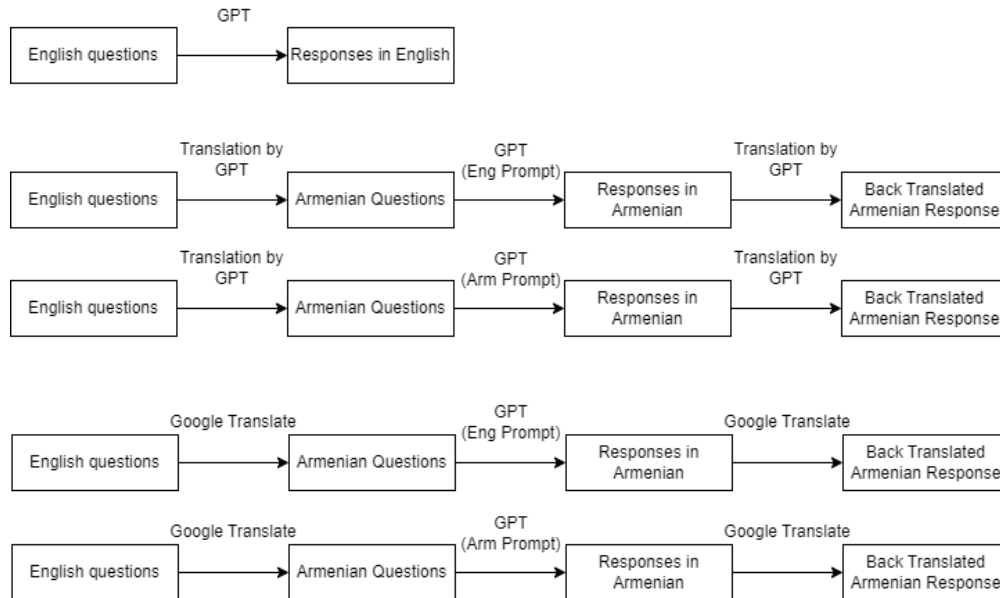 GPT
English questions
Responses in English
Translation by
GPT
GPT
(Eng Prompt)
Translation by
GPT
English questions
Armenian Questions
Responses in
Armenian
Back Translated
Armenian Response
Translation by
GPT
GPT
(Arm Prompt)
Translation by
GPT
English questions
Armenian Questions
Responses in
Armenian
Back Translated
Armenian Response
Google Translate
GPT
(Eng Prompt)
Google Translate
English questions
Armenian Questions
Responses in
Armenian
Back Translated
Armenian Response
Google Translate
GPT
(Arm Prompt)
Google Translate
English questions
Armenian Questions
Responses in
Armenian
Back Translated
Armenian Response